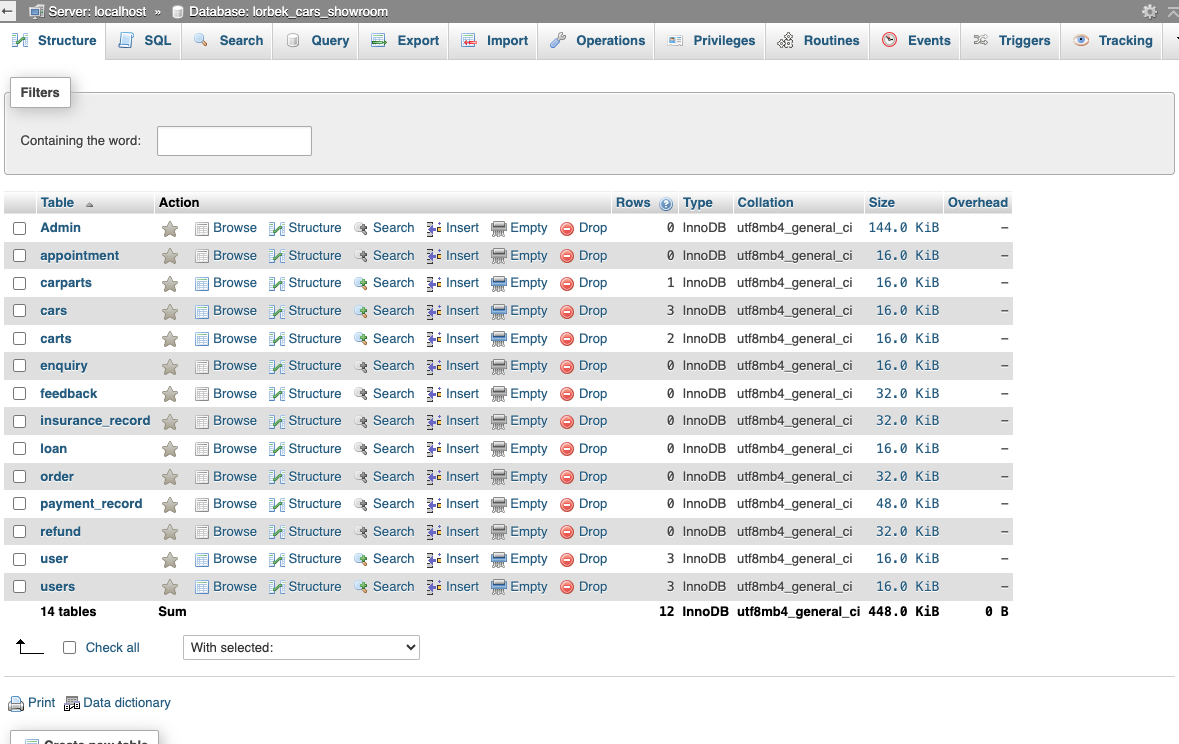 Server: localhost » Database: lorbek_cars_showroom
Structure SQL Search Query Export Import Operations Privileges Routines Events Triggers Tracking
Filters
Containing the word:
Table Action Rows Type Collation Size Overhead
Admin Browse Structure Search Insert Empty Drop 0 InnoDB utf8mb4_general_ci 144.0 KiB –
appointment Browse Structure Search Insert Empty Drop 0 InnoDB utf8mb4_general_ci 16.0 KiB –
carparts Browse Structure Search Insert Empty Drop 1 InnoDB utf8mb4_general_ci 16.0 KiB –
cars Browse Structure Search Insert Empty Drop 3 InnoDB utf8mb4_general_ci 16.0 KiB –
carts Browse Structure Search Insert Empty Drop 2 InnoDB utf8mb4_general_ci 16.0 KiB –
enquiry Browse Structure Search Insert Empty Drop 0 InnoDB utf8mb4_general_ci 16.0 KiB –
feedback Browse Structure Search Insert Empty Drop 0 InnoDB utf8mb4_general_ci 32.0 KiB –
insurance_record Browse Structure Search Insert Empty Drop 0 InnoDB utf8mb4_general_ci 32.0 KiB –
loan Browse Structure Search Insert Empty Drop 0 InnoDB utf8mb4_general_ci 16.0 KiB –
order Browse Structure Search Insert Empty Drop 0 InnoDB utf8mb4_general_ci 32.0 KiB –
payment_record Browse Structure Search Insert Empty Drop 0 InnoDB utf8mb4_general_ci 48.0 KiB –
refund Browse Structure Search Insert Empty Drop 0 InnoDB utf8mb4_general_ci 32.0 KiB –
user Browse Structure Search Insert Empty Drop 3 InnoDB utf8mb4_general_ci 16.0 KiB –
users Browse Structure Search Insert Empty Drop 3 InnoDB utf8mb4_general_ci 16.0 KiB –
14 tables Sum 12 InnoDB utf8mb4_general_ci 448.0 KiB 0 B
Check all With selected:
Print Data dictionary
Create new table